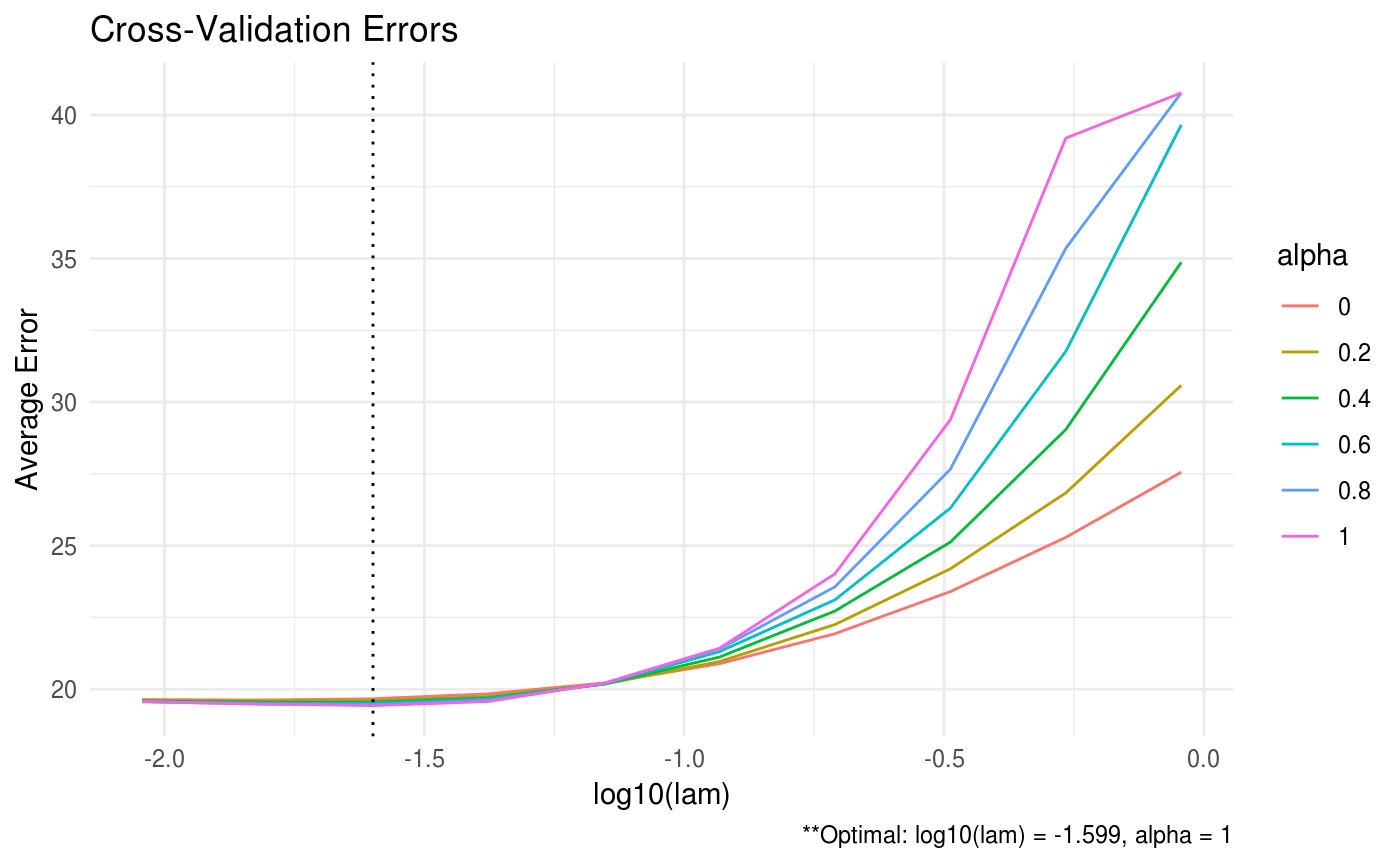 Cross-Validation Errors
Average Error
40
35
30
25
20
-2.0 -1.5 -1.0 -0.5 0.0
log10(lam)
alpha
0
0.2
0.4
0.6
0.8
1
**Optimal: log10(lam) = -1.599, alpha = 1